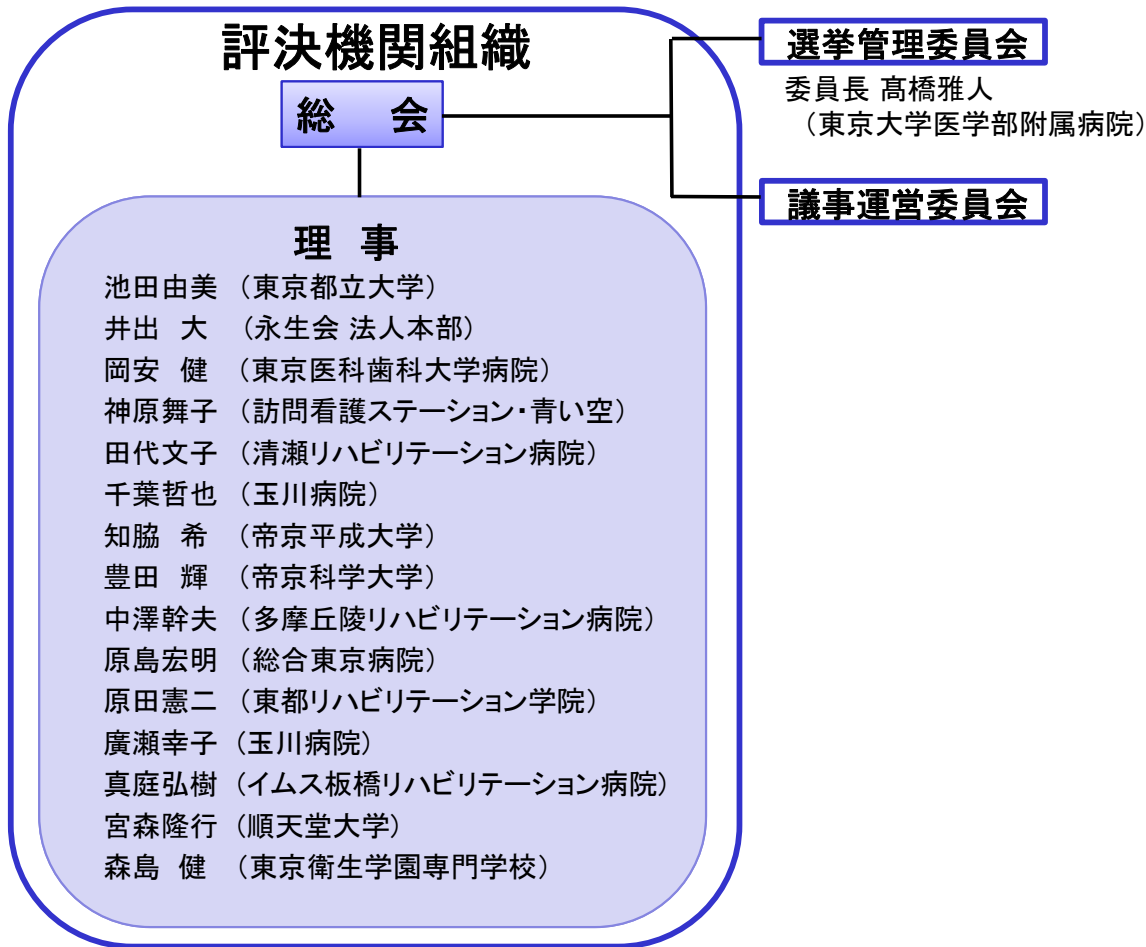 評決機関組織
総　会
選挙管理委員会
委員長 髙橋雅人
（東京大学医学部附属病院）
議事運営委員会
理 事
池田由美 （東京都立大学）
井出 大 （永生会 法人本部）
岡安 健 （東京医科歯科大学病院）
神原舞子 （訪問看護ステーション・青い空）
田代文子 （清瀬リハビリテーション病院）
千葉哲也 （玉川病院）
知脇 希 （帝京平成大学）
豊田 輝 （帝京科学大学）
中澤幹夫 （多摩丘陵リハビリテーション病院）
原島宏明 （総合東京病院）
原田憲二 （東都リハビリテーション学院）
廣瀬幸子 （玉川病院）
真庭弘樹 （イムス板橋リハビリテーション病院）
宮森隆行 （順天堂大学）
森島 健 （東京衛生学園専門学校）